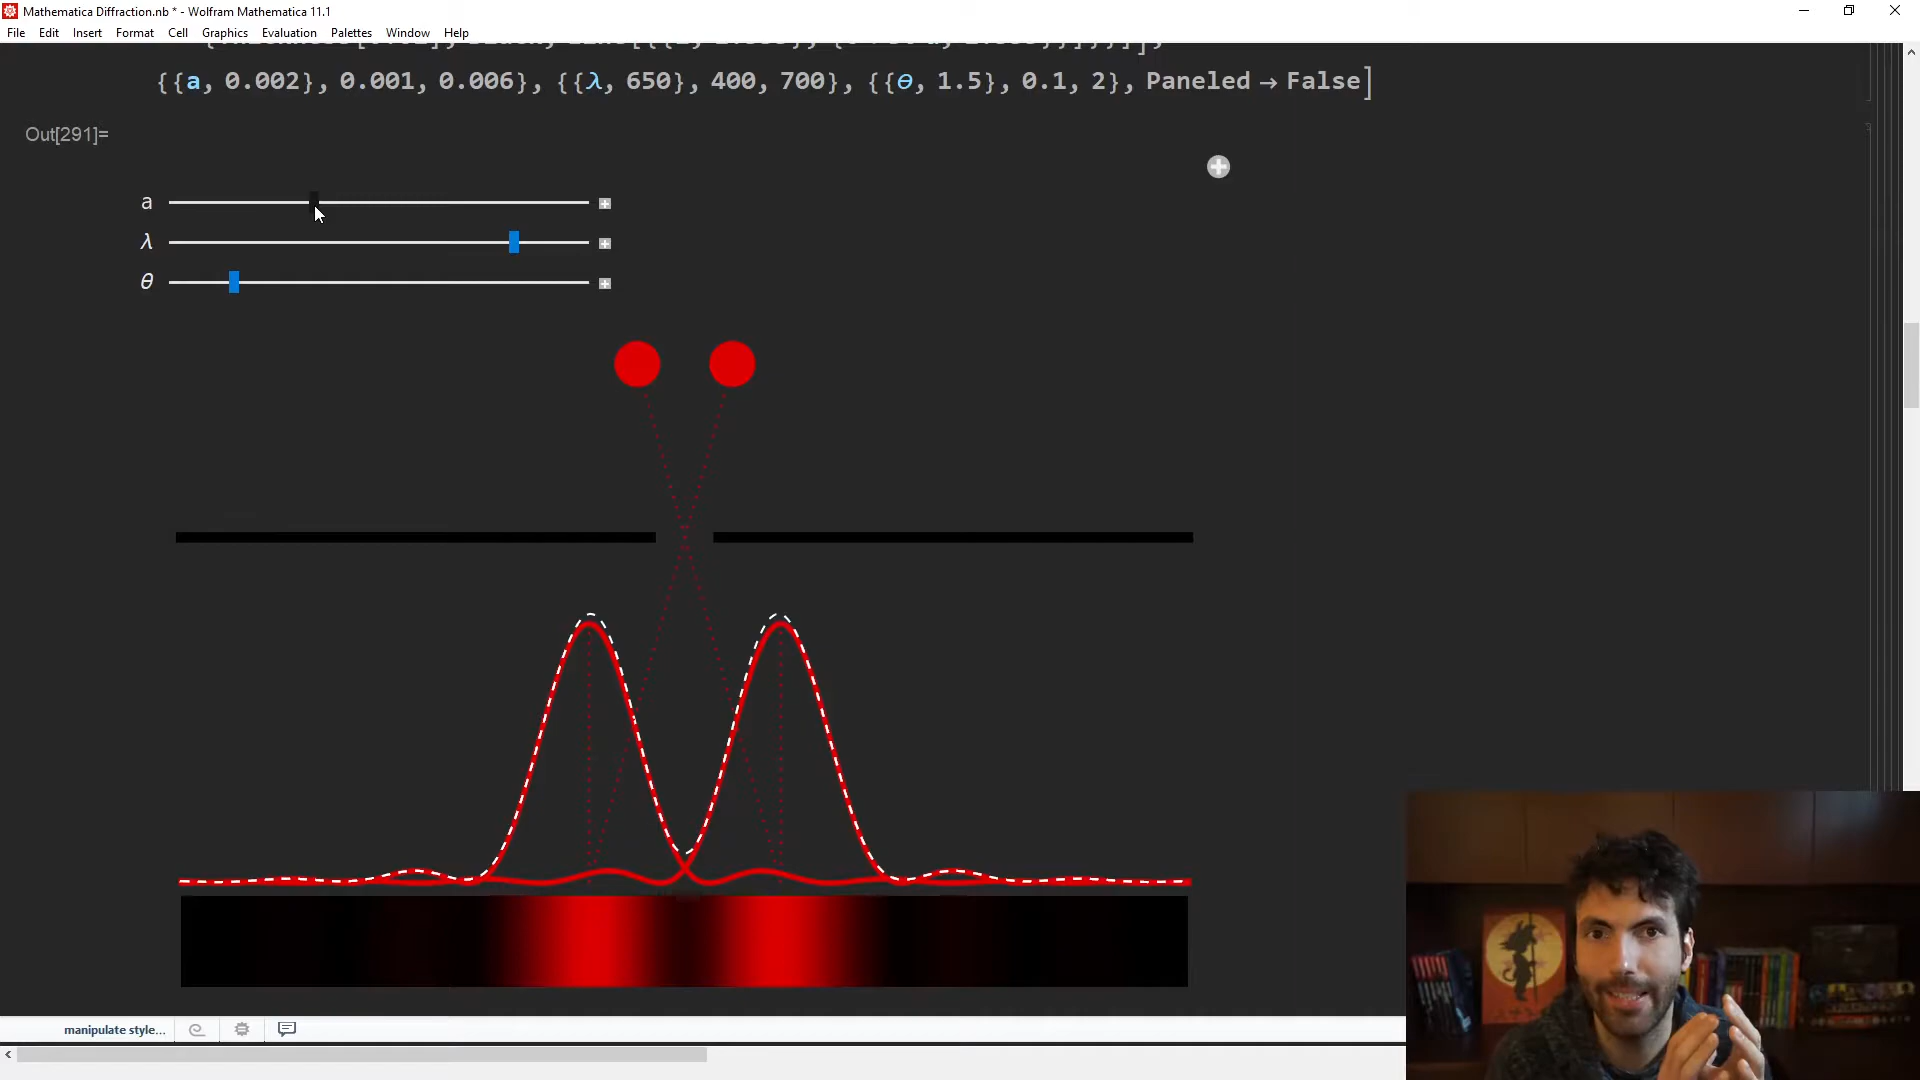 Mathematica Diffraction.nb * - Wolfram Mathematica 11.1
File Edit Insert Format Cell Graphics Evaluation Palettes Window Help
{{a, 0.002}, 0.001, 0.006}, {{λ, 650}, 400, 700}, {{θ, 1.5}, 0.1, 2}, Paneled → False]
Out[291]=
a
λ
θ
manipulate style...